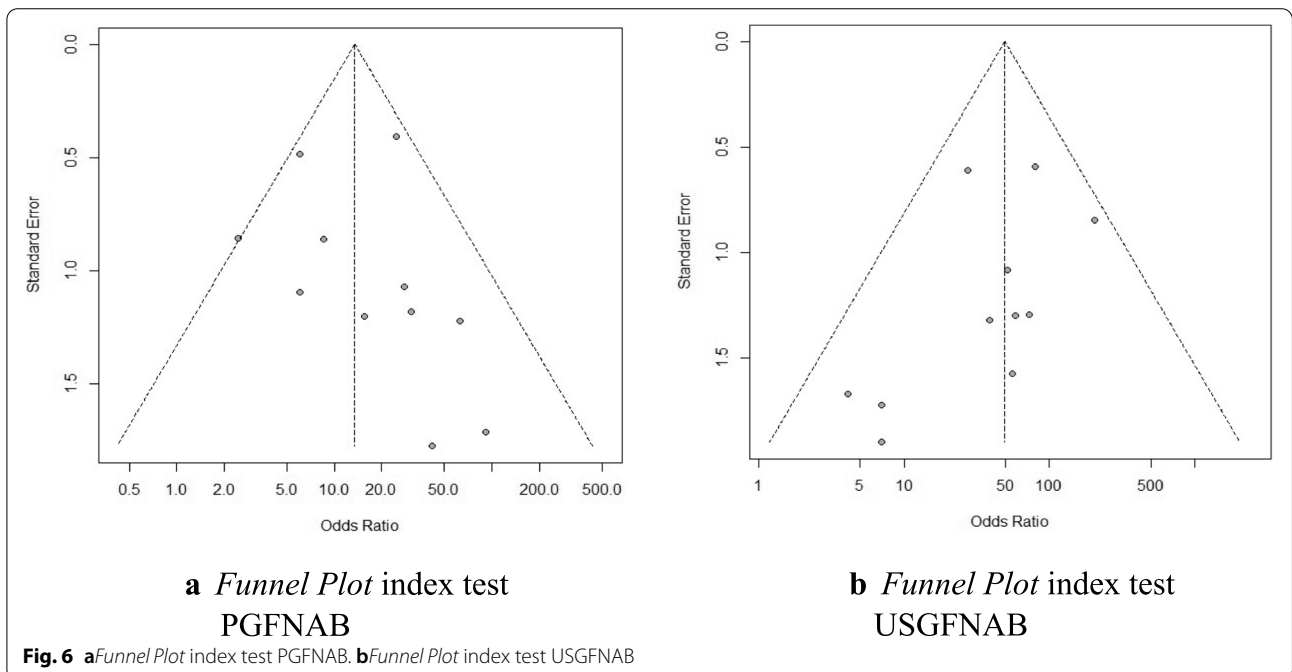 0.0
0.5
1.0
1.5
Standard Error
0.5 1.0 2.0 5.0 10.0 20.0 50.0 200.0 500.0
Odds Ratio
a Funnel Plot index test
PGFNAB
0.0
0.5
1.0
1.5
Standard Error
1 5 10 50 100 500
Odds Ratio
b Funnel Plot index test
USGFNAB
Fig. 6 aFunnel Plot index test PGFNAB. bFunnel Plot index test USGFNAB